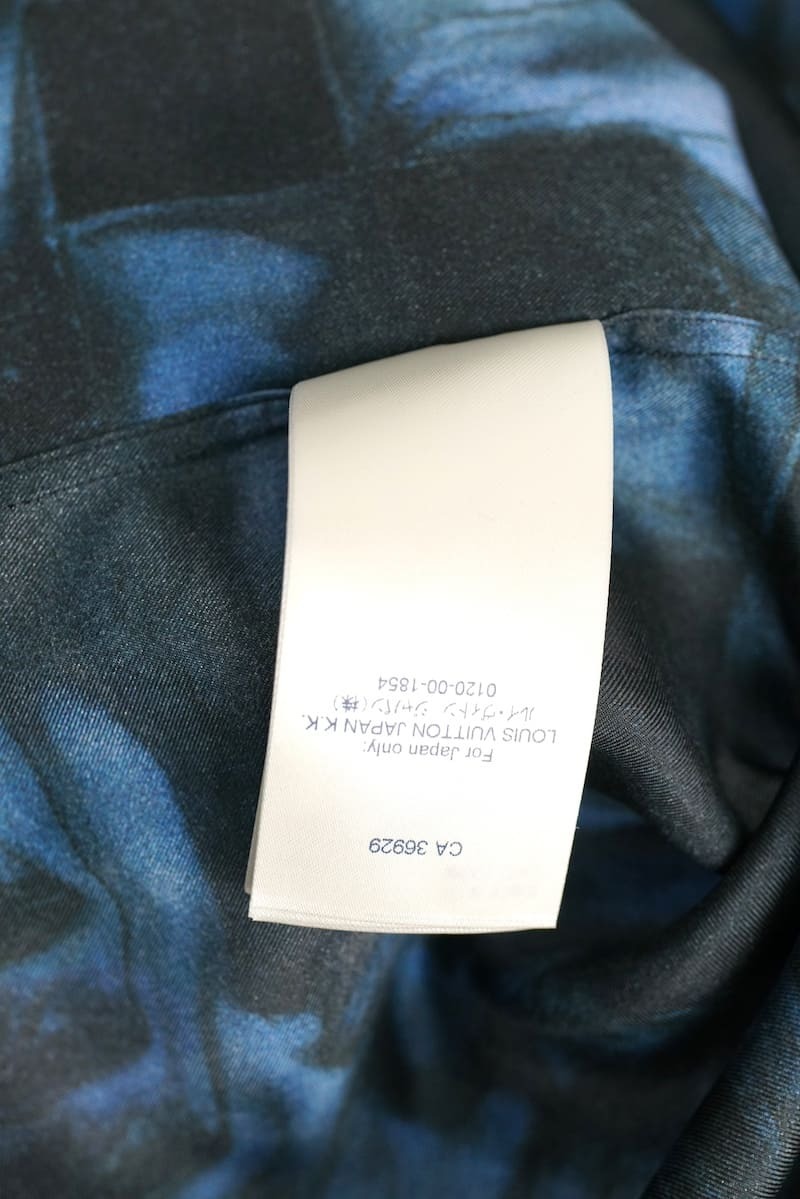 CA 36929
For Japan only:
LOUIS VUITTON JAPAN K.K.
ルイ・ヴィトン ジャパン(株)
0120-00-1854